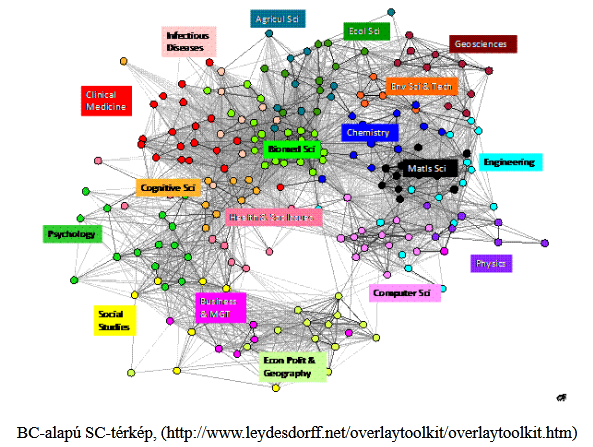 Agricul Sci
Ecol Sci
Infectious
Diseases
Geosciences
Env Sci & Tech
Clinical
Medicine
Chemistry
Biomed Sci
Matls Sci
Engineering
Cognitive Sci
Health & Soc Issues
Psychology
Physics
Computer Sci
Business
& MGT
Social
Studies
Econ Polit &
Geography
BC-alapú SC-térkép, (http://www.leydesdorff.net/overlaytoolkit/overlaytoolkit.htm)